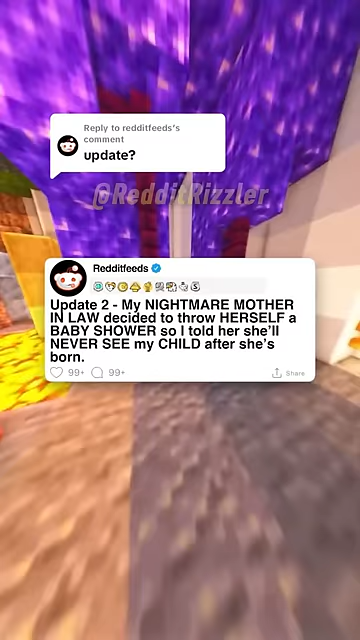 Reply to redditfeeds's
comment
update?
@RedditRizzler
Redditfeeds
Update 2 - My NIGHTMARE MOTHER
IN LAW decided to throw HERSELF a
BABY SHOWER so I told her she'll
NEVER SEE my CHILD after she's
born.
99+ 99+ Share